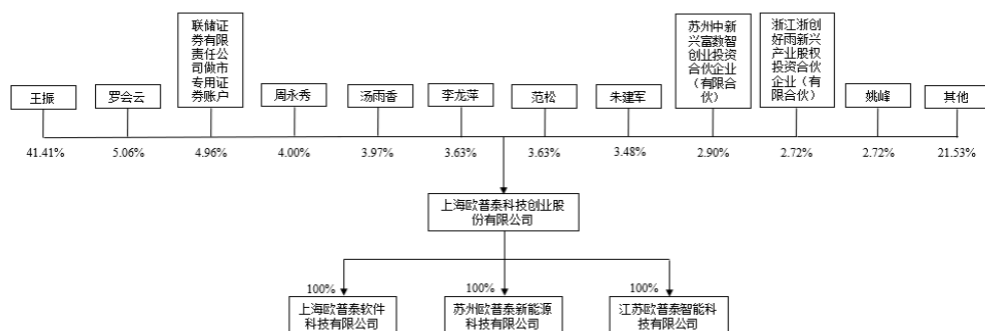 王振
罗会云
联储证
券有限
责任公
司做市
专用证
券账户
周永秀
汤雨香
李龙萍
范松
朱建军
苏州中新
兴富数智
创业投资
合伙企业
（有限合
伙）
浙江浙创
好雨新兴
产业股权
投资合伙
企业（有
限合伙）
姚峰
其他
41.41%
5.06%
4.96%
4.00%
3.97%
3.63%
3.63%
3.48%
2.90%
2.72%
2.72%
21.53%
上海欧普泰科技创业股
份有限公司
100%
100%
100%
上海欧普泰软件
科技有限公司
苏州欧普泰新能源
科技有限公司
江苏欧普泰智能科
技有限公司